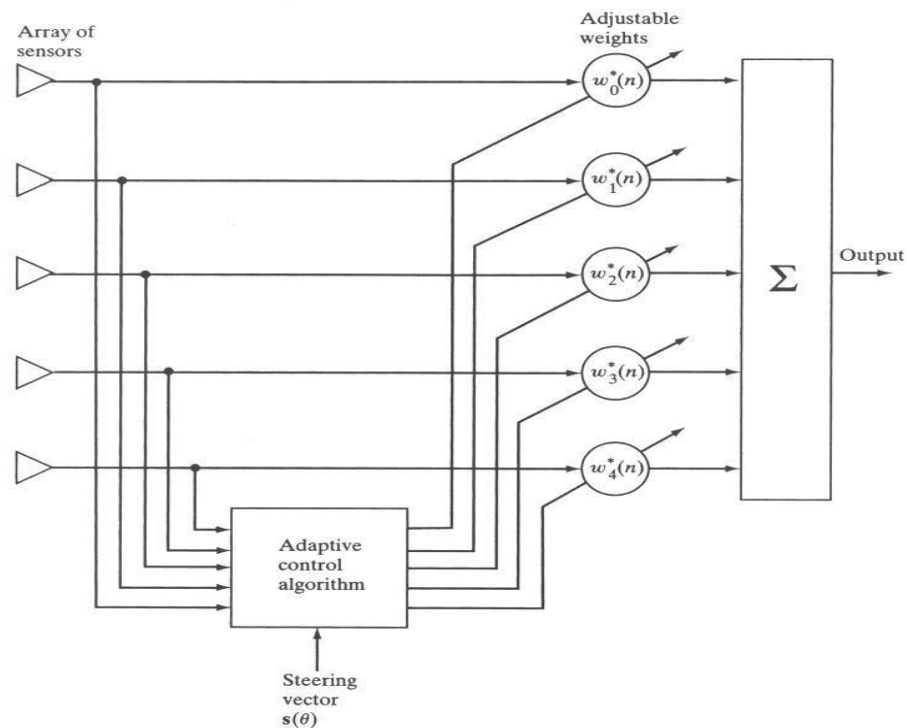 Array of
sensors
Adjustable
weights
w*0(n)
w*1(n)
w*2(n)
w*3(n)
w*4(n)
Σ
Output
Adaptive
control
algorithm
Steering
vector
s(θ)